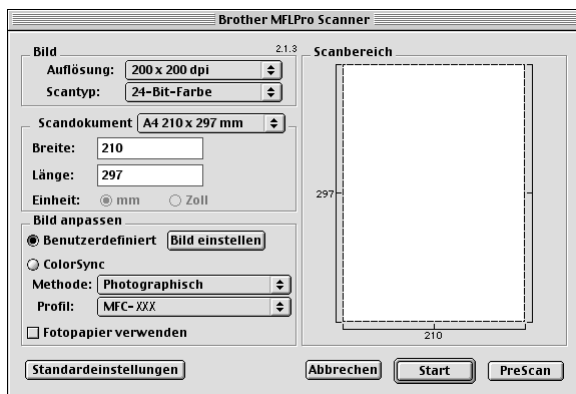 Brother MFLPro Scanner
Bild
2.1.3
Auflösung: 200 x 200 dpi
Scantyp: 24-Bit-Farbe
Scandokument A4 210 x 297 mm
Breite: 210
Länge: 297
Einheit: mm Zoll
Bild anpassen
Benutzerdefiniert Bild einstellen
ColorSync
Methode: Photographisch
Profil: MFC-XXX
Fotopapier verwenden
Scanbereich
297
210
Standardeinstellungen Abbrechen Start PreScan